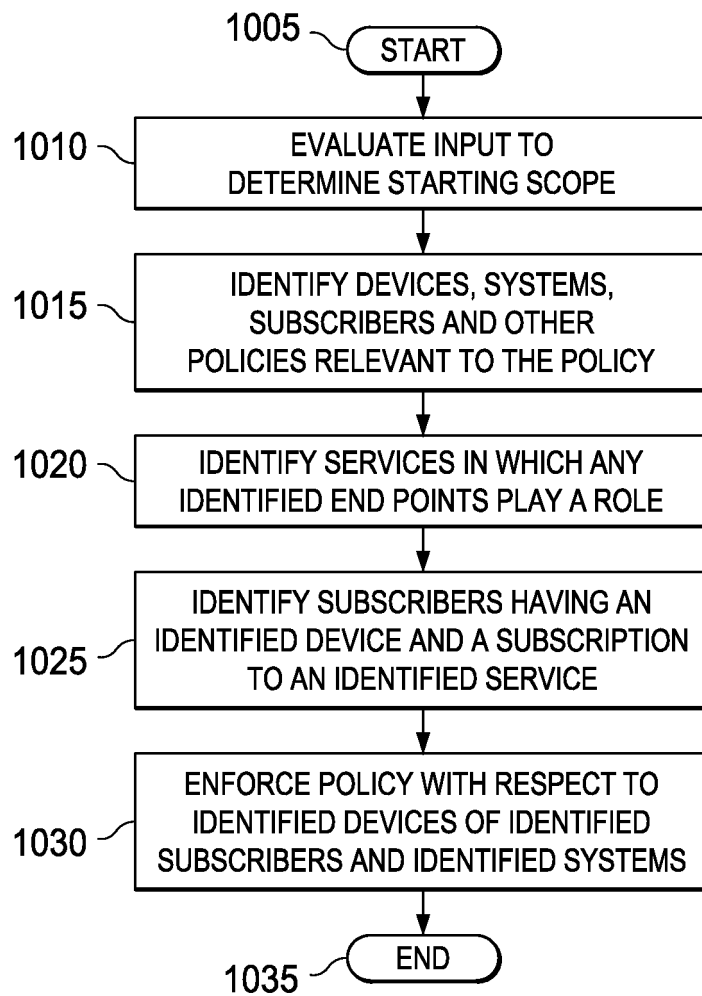 1005
START
1010
EVALUATE INPUT TO
DETERMINE STARTING SCOPE
1015
IDENTIFY DEVICES, SYSTEMS,
SUBSCRIBERS AND OTHER
POLICIES RELEVANT TO THE POLICY
1020
IDENTIFY SERVICES IN WHICH ANY
IDENTIFIED END POINTS PLAY A ROLE
1025
IDENTIFY SUBSCRIBERS HAVING AN
IDENTIFIED DEVICE AND A SUBSCRIPTION
TO AN IDENTIFIED SERVICE
1030
ENFORCE POLICY WITH RESPECT TO
IDENTIFIED DEVICES OF IDENTIFIED
SUBSCRIBERS AND IDENTIFIED SYSTEMS
1035
END